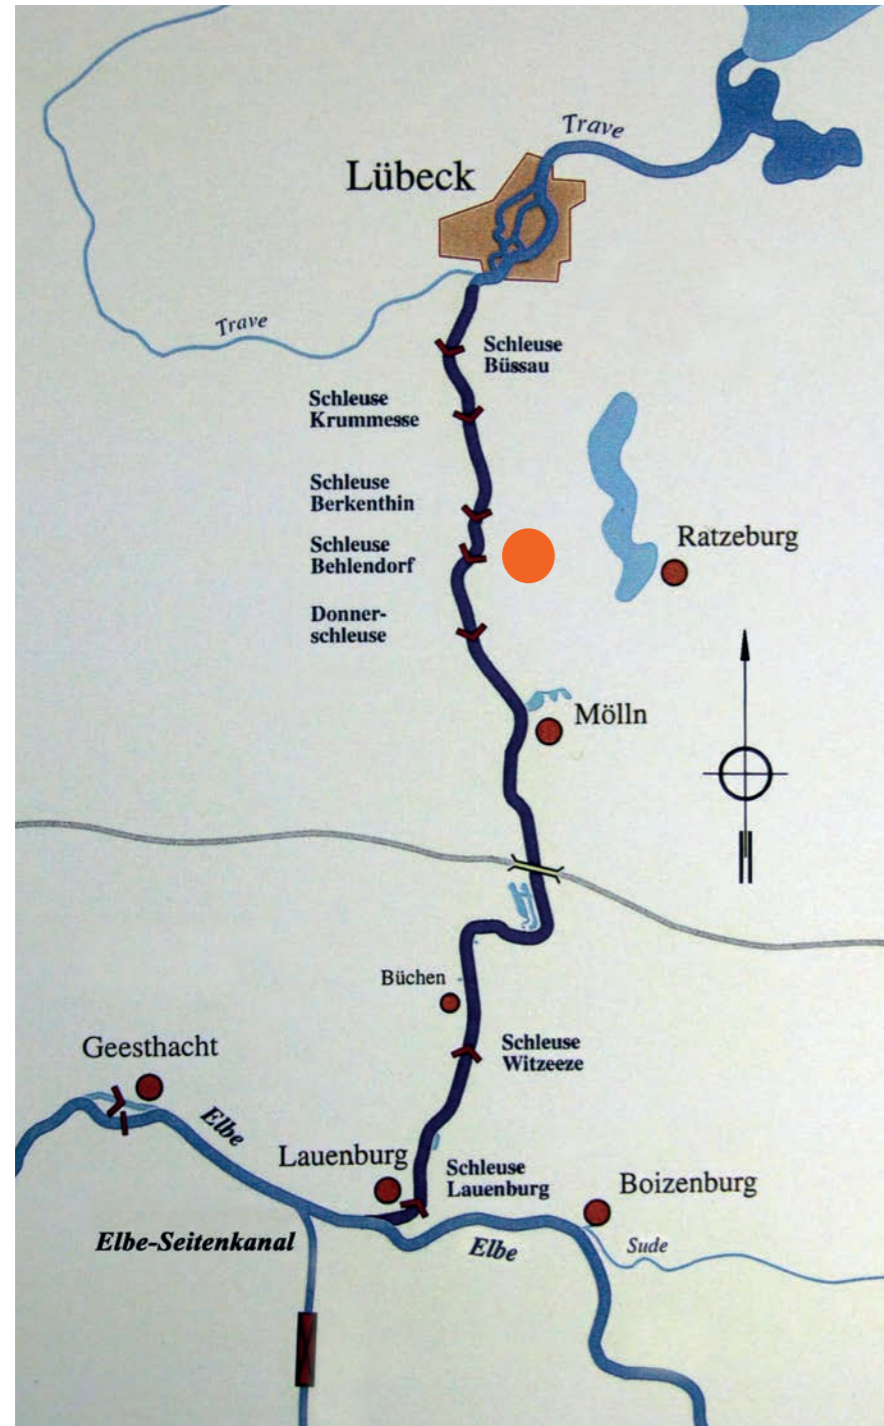 Trave
Lübeck
Trave
Schleuse
Büssau
Schleuse
Krummesse
Schleuse
Berkenthin
Schleuse
Behlendorf
Ratzeburg
Donner-
schleuse
Mölln
Büchen
Geesthacht
Schleuse
Witzeeze
Elbe
Lauenburg
Schleuse
Lauenburg
Boizenburg
Elbe-Seitenkanal
Elbe
Sude